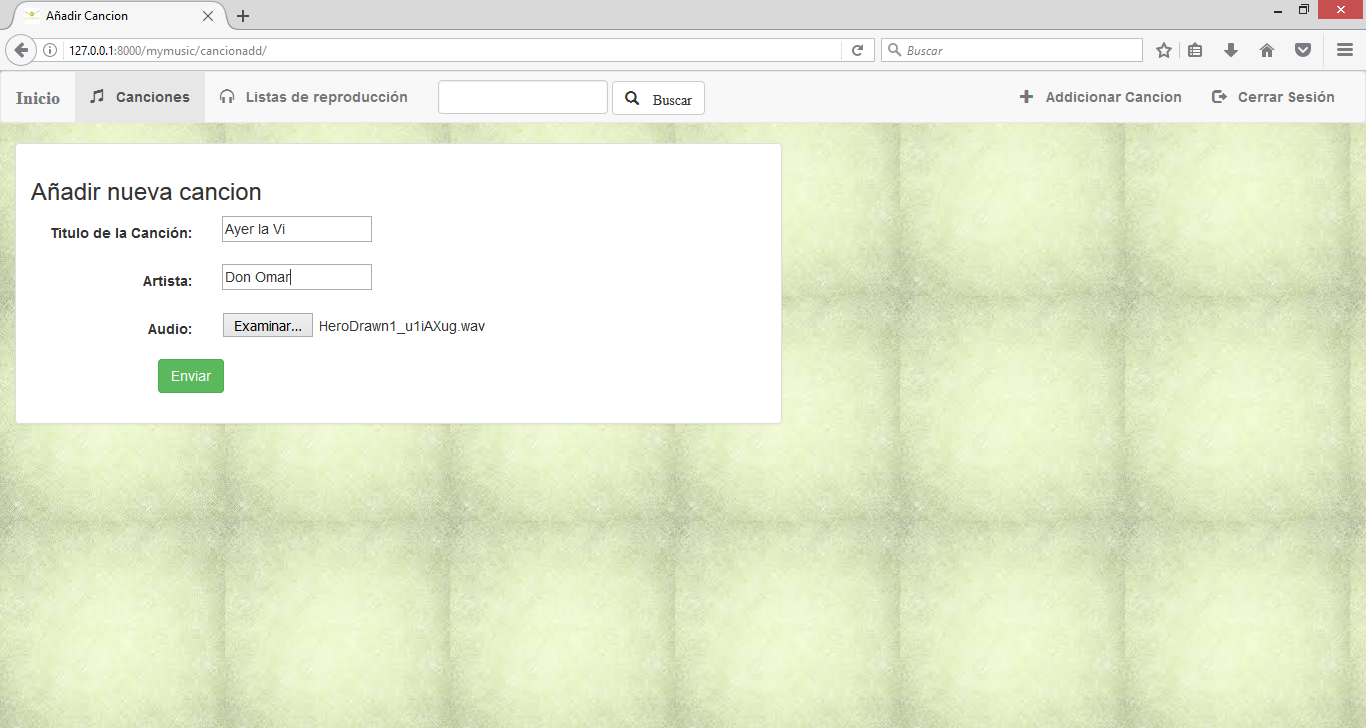 Añadir Cancion
127.0.0.1:8000/mymusic/cancionadd/
Buscar
Inicio Canciones Listas de reproducción Buscar Addicionar Cancion Cerrar Sesión
Añadir nueva cancion
Titulo de la Canción: Ayer la Vi
Artista: Don Omar
Audio: Examinar... HeroDrawn1_u1iAXug.wav
Enviar